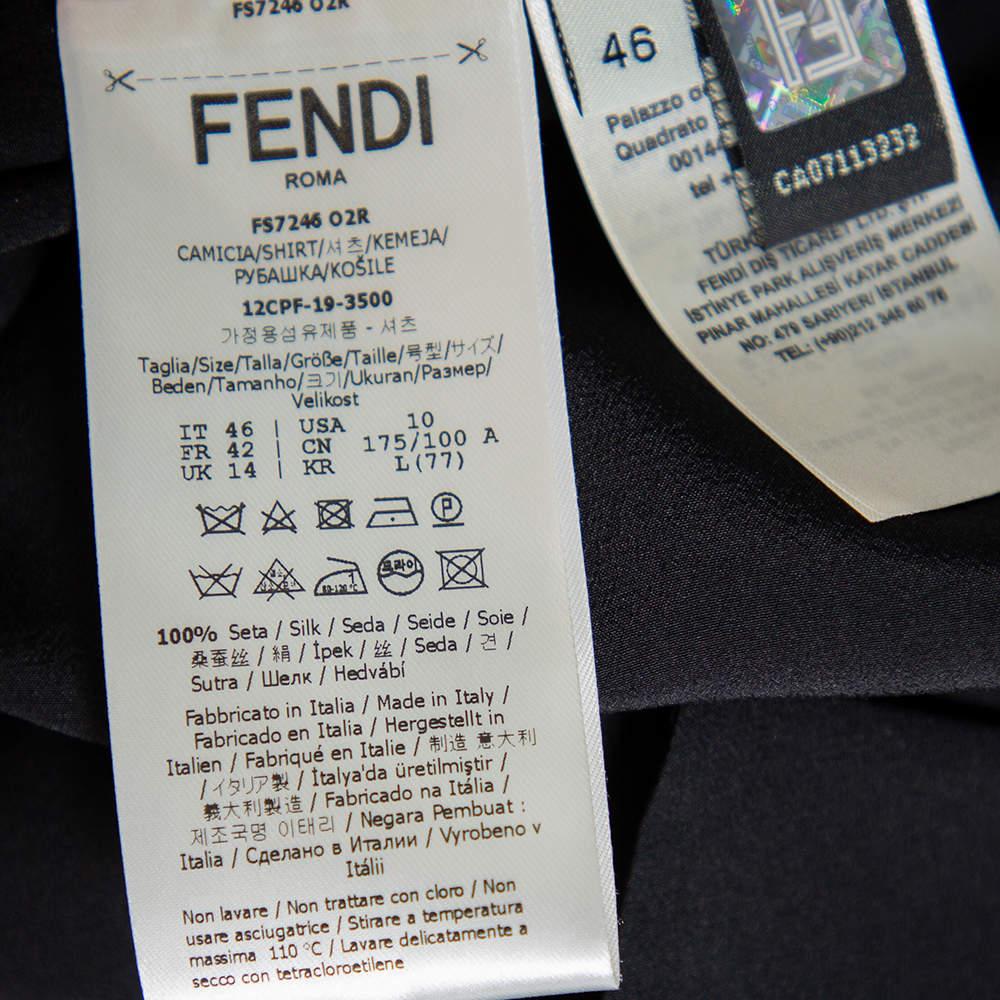 FS7246 O2R
FENDI
ROMA
FS7246 O2R
CAMICIA/SHIRT/셔츠/KEMEJA/
РУБАШКА/KOŠILE
12CPF-19-3500
가정용섬유제품 - 셔츠
Taglia/Size/Talla/Größe/Taille/号型/サイズ/
Beden/Tamanho/크기/Ukuran/Размер/
Velikost
IT 46 | USA 10
FR 42 | CN 175/100 A
UK 14 | KR L(77)
P
80-120℃
드라이
100% Seta / Silk / Seda / Seide / Soie /
桑蚕丝 / 絹 / İpek / 丝 / Seda / 견 /
Sutra / Шелк / Hedvábí
Fabbricato in Italia / Made in Italy /
Fabricado en Italia / Hergestellt in
Italien / Fabriqué en Italie / 制造 意大利
/ イタリア製 / İtalya'da üretilmiştir /
義大利製造 / Fabricado na Itália /
제조국명 이태리 / Negara Pembuat :
Italia / Сделано в Италии / Vyrobeno v
Itálii
Non lavare / Non trattare con cloro / Non
usare asciugatrice / Stirare a temperatura
massima 110 °C / Lavare delicatamente a
secco con tetracloroetilene
46
Palazzo
Quadrato
0014
tel +
CA07113232
FENDI DIŞ TİCARET LTD. ŞTİ.
İSTİNYE PARK ALIŞVERİŞ MERKEZİ
PINAR MAHALLESİ KATAR CADDESİ
NO: 479 SARIYER/ İSTANBUL
TEL: (+90)212 345 60 76